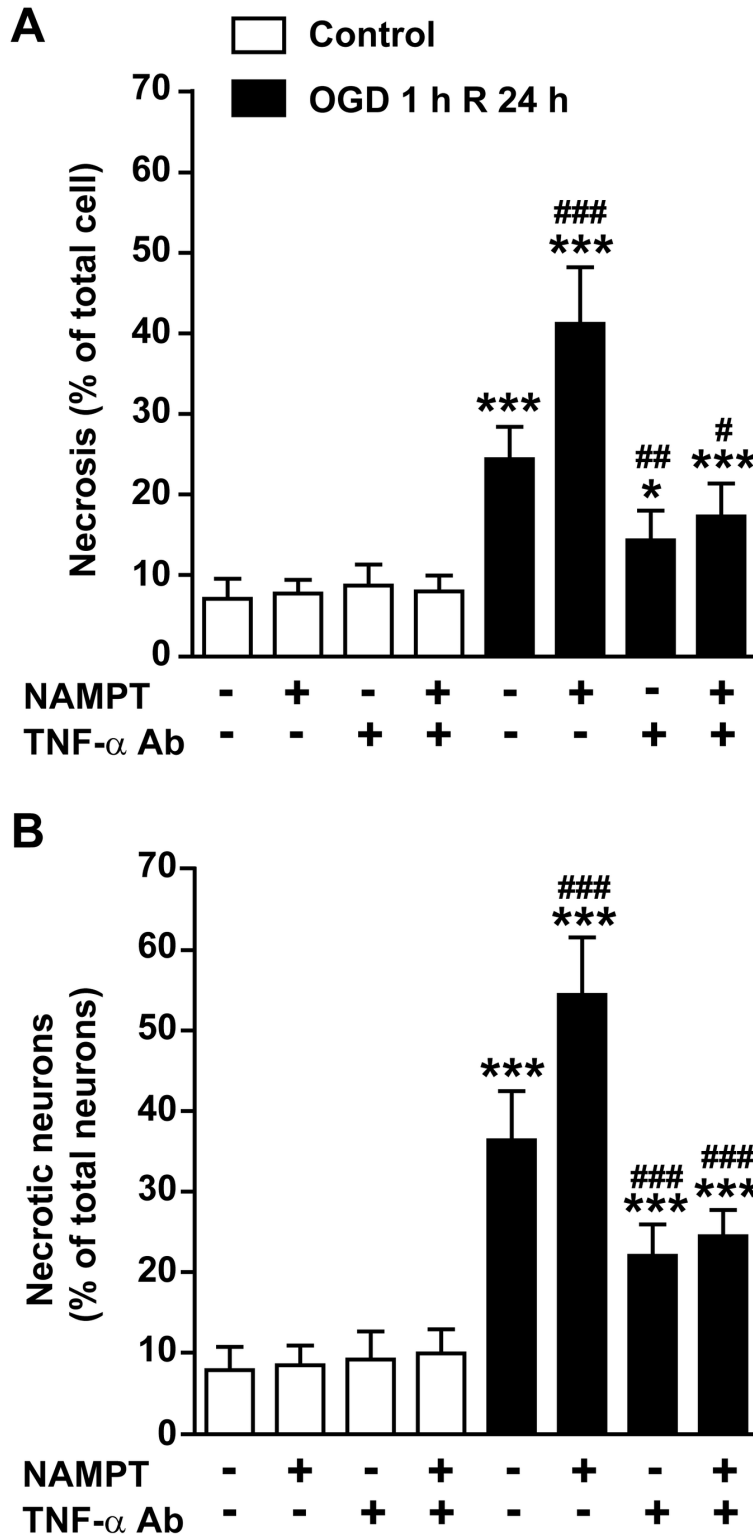 A
Control
OGD 1 h R 24 h
Necrosis (% of total cell)
70
60
50
40
30
20
10
0
***
###
***
##
*
#
***
NAMPT - + - + - + - +
TNF-α Ab - - + + - - + +
B
Necrotic neurons
(% of total neurons)
70
60
50
40
30
20
10
0
***
###
***
###
***
###
***
NAMPT - + - + - + - +
TNF-α Ab - - + + - - + +